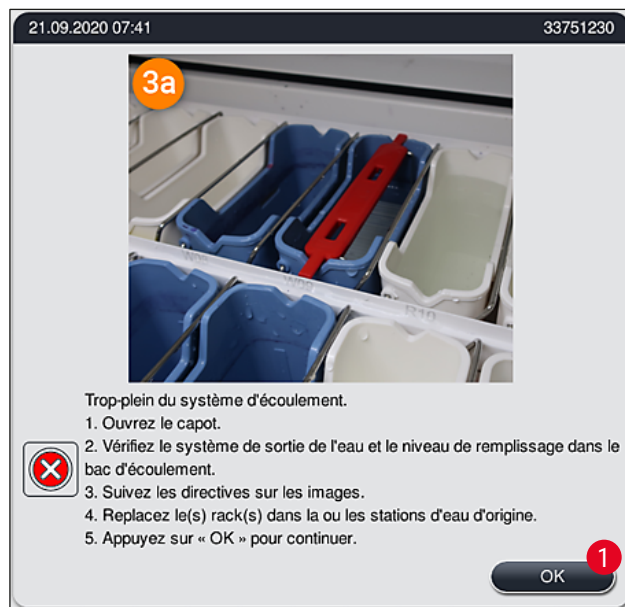 21.09.2020 07:41 33751230
3a
W08 W09 R10
Trop-plein du système d'écoulement.
1. Ouvrez le capot.
2. Vérifiez le système de sortie de l'eau et le niveau de remplissage dans le
bac d'écoulement.
3. Suivez les directives sur les images.
4. Replacez le(s) rack(s) dans la ou les stations d'eau d'origine.
5. Appuyez sur « OK » pour continuer.
1
OK